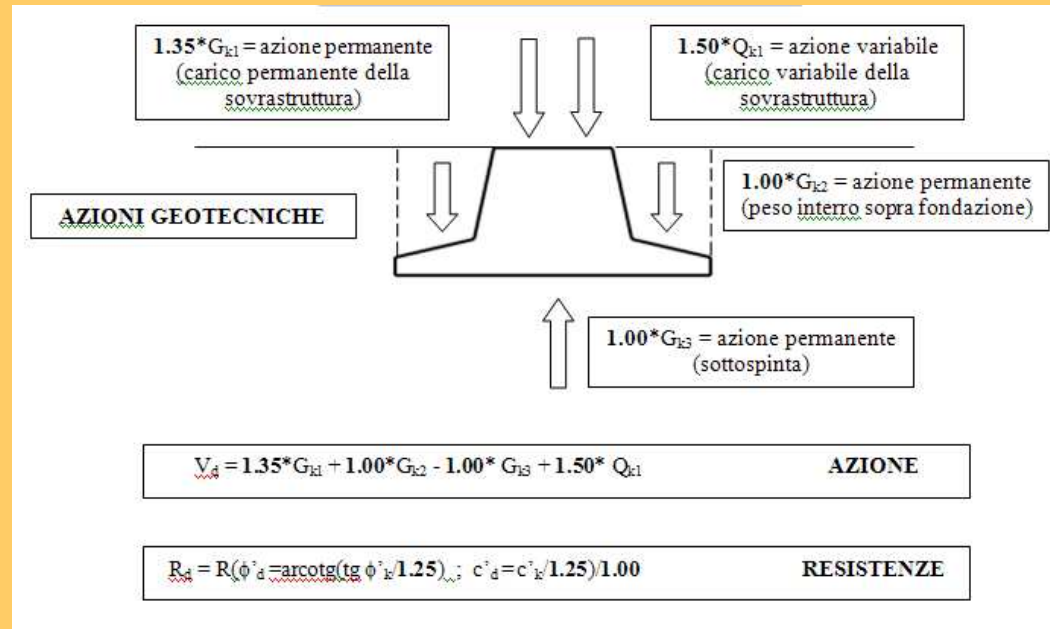 1.35*Gk1 = azione permanente
(carico permanente della
sovrastruttura)
1.50*Qk1 = azione variabile
(carico variabile della
sovrastruttura)
1.00*Gk2 = azione permanente
(peso interro sopra fondazione)
AZIONI GEOTECNICHE
1.00*Gk3 = azione permanente
(sottospinta)
Vd = 1.35*Gk1 + 1.00*Gk2 - 1.00* Gk3 + 1.50* Qk1 AZIONE
Rd = R(ϕ’d =arcotg(tg ϕ’k/1.25) ; c’d=c’k/1.25)/1.00 RESISTENZE